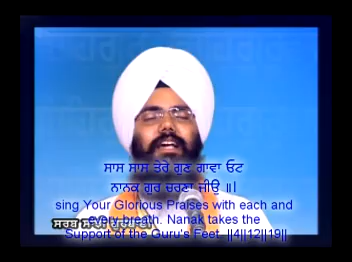 ਸਾਸ ਸਾਸ ਤੇਰੇ ਗੁਣ ਗਾਵਾ ਓਟ
ਨਾਨਕ ਗੁਰ ਚਰਣਾ ਜੀਉ ॥।
sing Your Glorious Praises with each and
every breath. Nanak takes the
Support of the Guru's Feet. ||4||12||19||